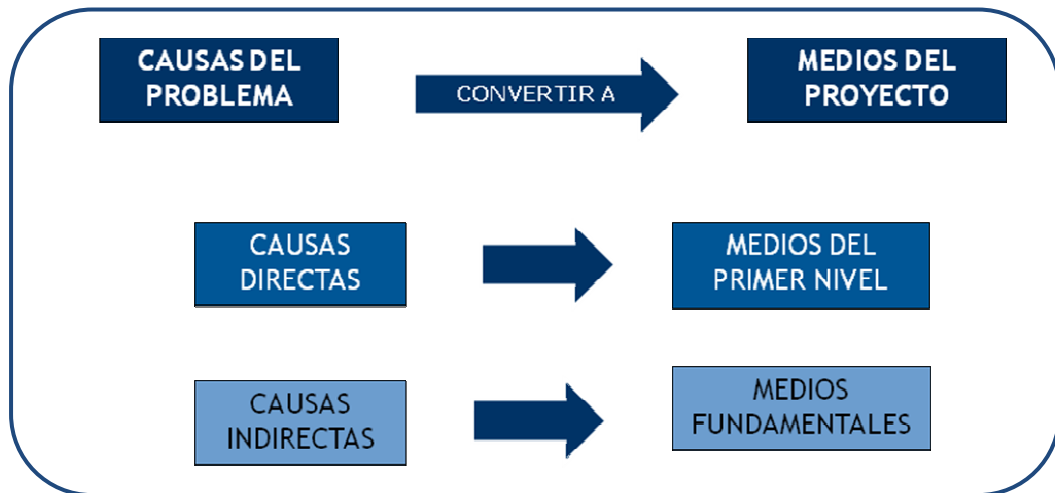 CAUSAS DEL
PROBLEMA
CONVERTIR A
MEDIOS DEL
PROYECTO
CAUSAS
DIRECTAS
MEDIOS DEL
PRIMER NIVEL
CAUSAS
INDIRECTAS
MEDIOS
FUNDAMENTALES